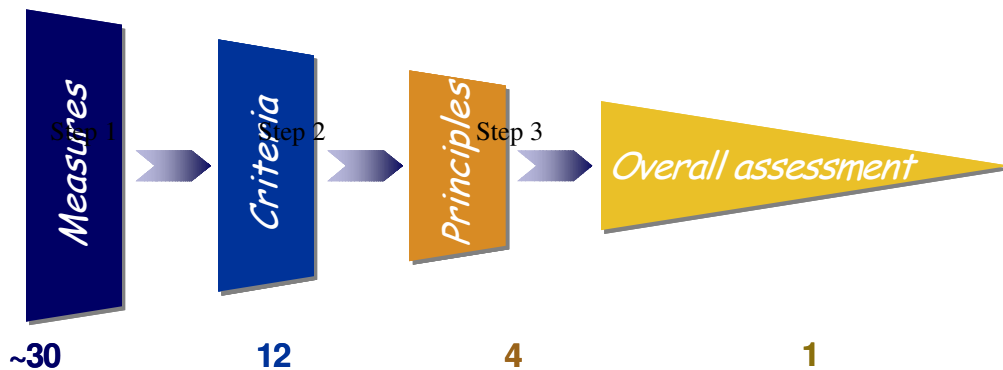 Measures
Step 1
Criteria
Step 2
Principles
Step 3
Overall assessment
~30
12
4
1